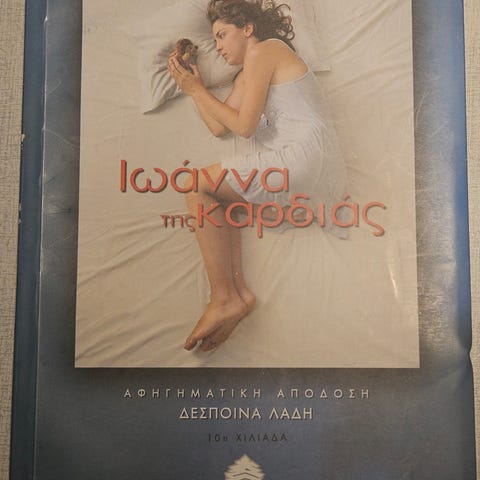 Ιωάννα
της καρδιάς
ΑΦΗΓΗΜΑΤΙΚΗ ΑΠΟΔΟΣΗ
ΔΕΣΠΟΙΝΑ ΛΑΔΗ
10η ΧΙΛΙΑΔΑ